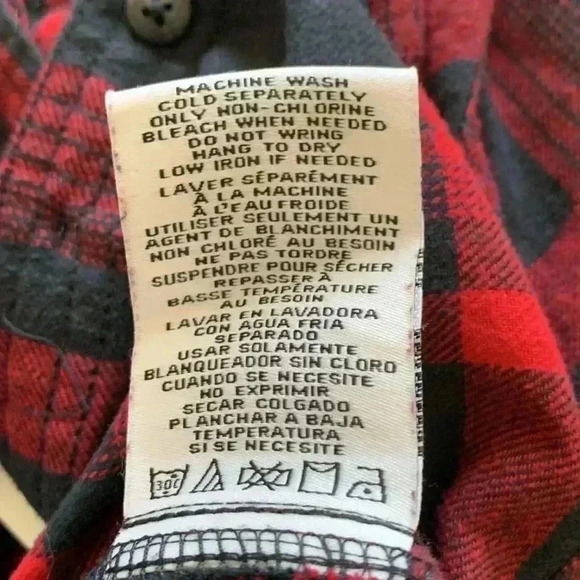 MACHINE WASH
COLD SEPARATELY
ONLY NON-CHLORINE
BLEACH WHEN NEEDED
DO NOT WRING
HANG TO DRY
LOW IRON IF NEEDED
LAVER SÉPARÉMENT
À LA MACHINE
À L'EAU FROIDE
UTILISER SEULEMENT UN
AGENT DE BLANCHIMENT
NON CHLORÉ AU BESOIN
NE PAS TORDRE
SUSPENDRE POUR SÉCHER
REPASSER À
BASSE TEMPÉRATURE
AU BESOIN
LAVAR EN LAVADORA
CON AGUA FRIA
SEPARADO
USAR SOLAMENTE
BLANQUEADOR SIN CLORO
CUANDO SE NECESITE
NO EXPRIMIR
SECAR COLGADO
PLANCHAR A BAJA
TEMPERATURA
SI SE NECESITE
30C